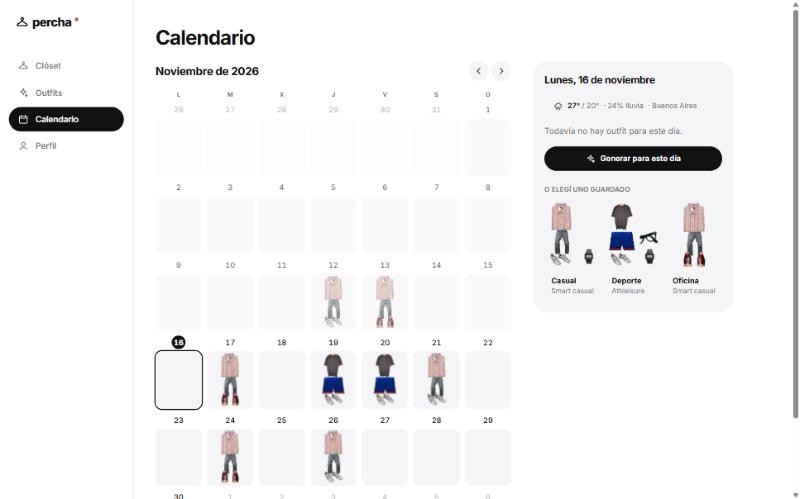 percha
Clóset
Outfits
Calendario
Perfil
Calendario
Noviembre de 2026
L M X J V S D
26 27 28 29 30 31 1
2 3 4 5 6 7 8
9 10 11 12 13 14 15
16 17 18 19 20 21 22
23 24 25 26 27 28 29
30 1 2 3 4 5 6
Lunes, 16 de noviembre
27° / 20° · 24% lluvia · Buenos Aires
Todavía no hay outfit para este día.
Generar para este día
O ELEGÍ UNO GUARDADO
Casual Deporte Oficina
Smart casual Athleisure Smart casual